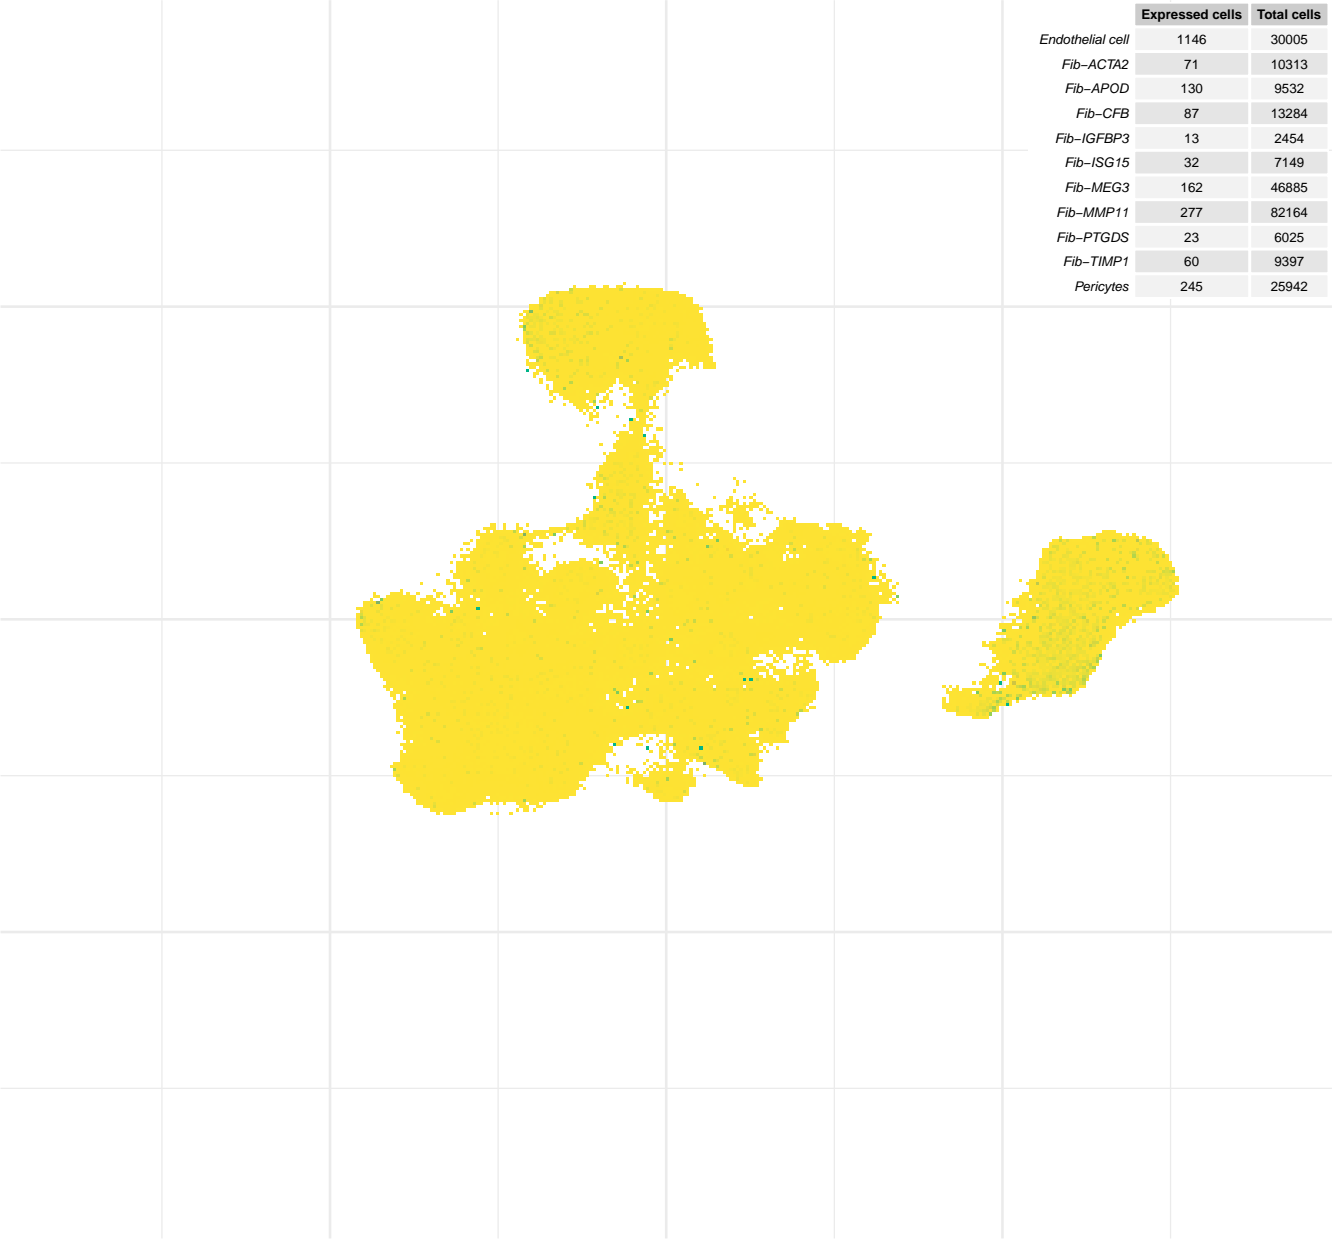 Expressed cells Total cells
Endothelial cell 1146 30005
Fib−ACTA2 71 10313
Fib−APOD 130 9532
Fib−CFB 87 13284
Fib−IGFBP3 13 2454
Fib−ISG15 32 7149
Fib−MEG3 162 46885
Fib−MMP11 277 82164
Fib−PTGDS 23 6025
Fib−TIMP1 60 9397
Pericytes 245 25942